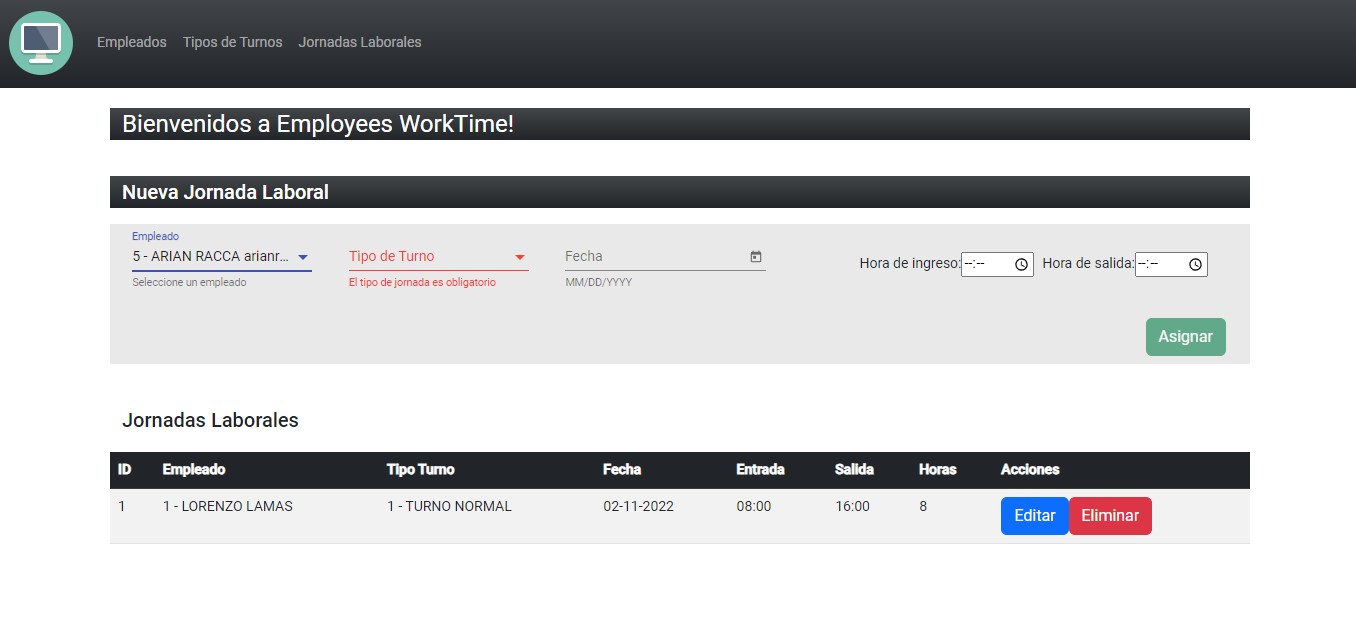 Empleados Tipos de Turnos Jornadas Laborales
Bienvenidos a Employees WorkTime!
Nueva Jornada Laboral
Empleado
5 - ARIAN RACCA arianr... Tipo de Turno Fecha Hora de ingreso: --:-- Hora de salida: --:--
Seleccione un empleado El tipo de jornada es obligatorio MM/DD/YYYY
Asignar
Jornadas Laborales
ID Empleado Tipo Turno Fecha Entrada Salida Horas Acciones
1 1 - LORENZO LAMAS 1 - TURNO NORMAL 02-11-2022 08:00 16:00 8 Editar Eliminar